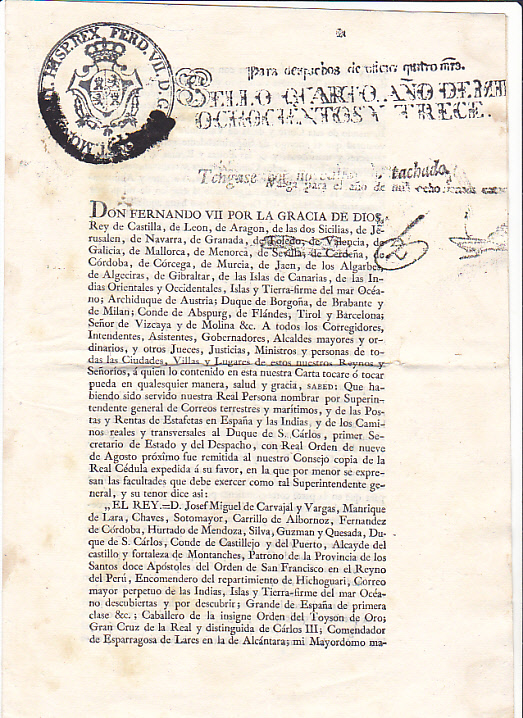 HISP. REX. FERD. VII. D. G.
Para despachos de oficio quatro mrs.
SELLO QUARTO, AÑO DE MIL
OCHOCIENTOS Y TRECE.
Tengase por no tachado,
Valga para el año de mil ochocientos
DON FERNANDO VII POR LA GRACIA DE DIOS,
Rey de Castilla, de Leon, de Aragon, de las dos Sicilias, de Je-
rusalen, de Navarra, de Granada, de Toledo, de Valencia, de
Galicia, de Mallorca, de Menorca, de Sevilla, de Cerdeña, de
Córdoba, de Córcega, de Murcia, de Jaen, de los Algarbes,
de Algeciras, de Gibraltar, de las Islas de Canarias, de las In-
dias Orientales y Occidentales, Islas y Tierra-firme del mar Océa-
no; Archiduque de Austria; Duque de Borgoña, de Brabante y
de Milan; Conde de Abspurg, de Flándes, Tirol y Barcelona;
Señor de Vizcaya y de Molina &c. A todos los Corregidores,
Intendentes, Asistentes, Gobernadores, Alcaldes mayores y or-
dinarios, y otros Jueces, Justicias, Ministros y personas de to-
das las Ciudades, Villas y Lugares de estos nuestros Reynos y
Señoríos, á quien lo contenido en esta nuestra Carta tocare ó tocar
pueda en qualesquier manera, salud y gracia, SABED: Que ha-
biendo sido servido nuestra Real Persona nombrar por Superin-
tendente general de Correos terrestres y marítimos, y de las Pos-
tas y Rentas de Estafetas en España y las Indias, y de los Cami-
nos reales y transversales al Duque de S. Cárlos, primer Secre-
tario de Estado y del Despacho, con Real Orden de nueve
de Agosto próximo fue remitida al nuestro Consejo copia de la
Real Cédula expedida á su favor, en la que por menor se expre-
san las facultades que debe exercer como tal Superintendente ge-
neral, y su tenor dice asi:
„EL REY.=D. Josef Miguel de Carvajal y Vargas, Manrique
de Lara, Chaves, Sotomayor, Carrillo de Albornoz, Fernandez
de Córdoba, Hurtado de Mendoza, Silva, Guzman y Quesada, Du-
que de S. Cárlos, Conde de Castillejo y del Puerto, Alcayde del
castillo y fortaleza de Montanches, Patrono de la Provincia de los
Santos doce Apóstoles del Orden de San Francisco en el Reyno
del Perú, Encomendero del repartimiento de Hichoguari, Correo
mayor perpetuo de las Indias, Islas y Tierra-firme del mar Océa-
no descubiertas y por descubrir; Grande de España de primera
clase &c.; Caballero de la insigne Orden del Toyson de Oro;
Gran Cruz de la Real y distinguida de Cárlos III; Comendador
de Esparragosa de Lares en la de Alcántara; mi Mayordomo ma-